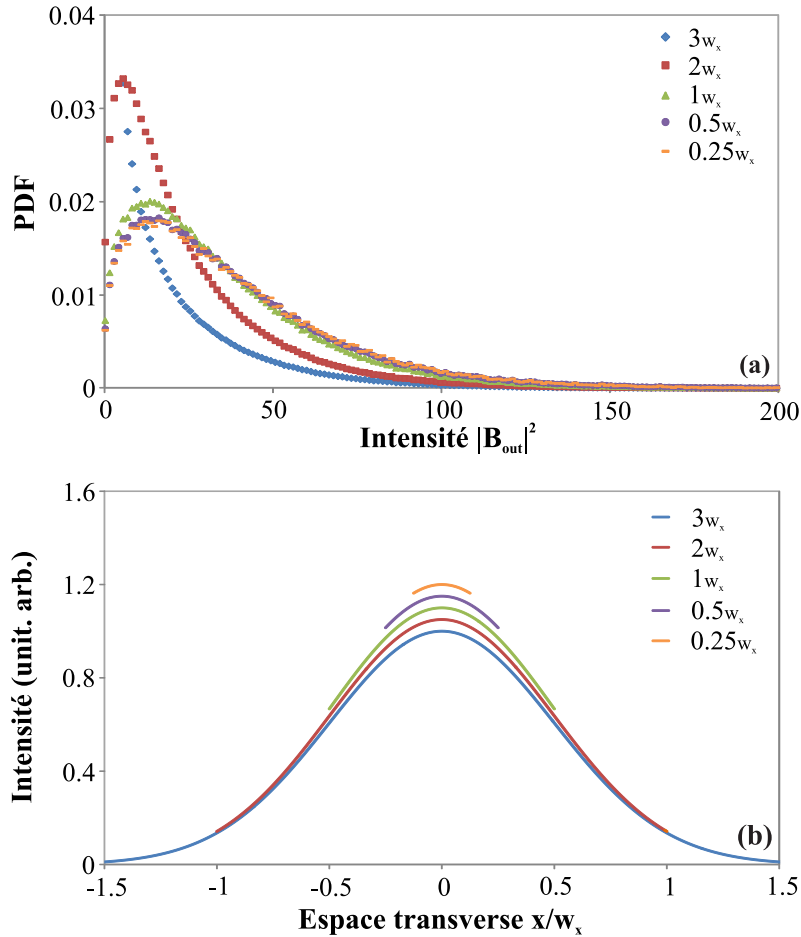 0.04
0.03
0.02
0.01
0
PDF
3wₓ
2wₓ
1wₓ
0.5wₓ
0.25wₓ
(a)
0 50 100 150 200
Intensité |B_out|²
1.6
1.2
0.8
0.4
0
Intensité (unit. arb.)
3wₓ
2wₓ
1wₓ
0.5wₓ
0.25wₓ
(b)
-1.5 -1 -0.5 0 0.5 1 1.5
Espace transverse x/wₓ